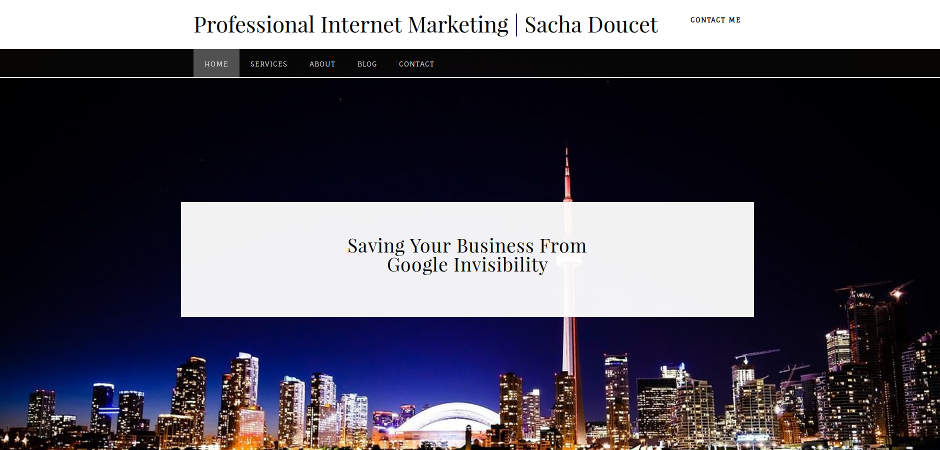 Professional Internet Marketing | Sacha Doucet
CONTACT ME
HOME SERVICES ABOUT BLOG CONTACT
Saving Your Business From
Google Invisibility